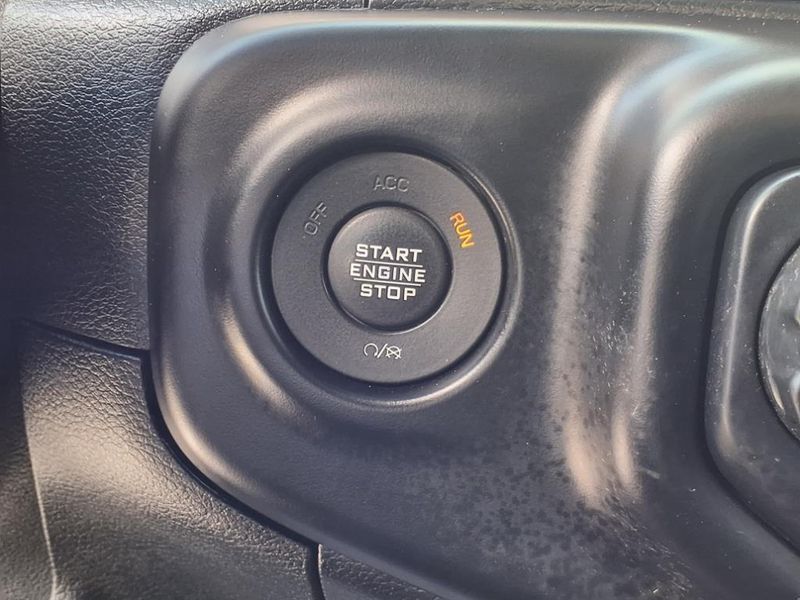 OFF
ACC
RUN
START
ENGINE
STOP